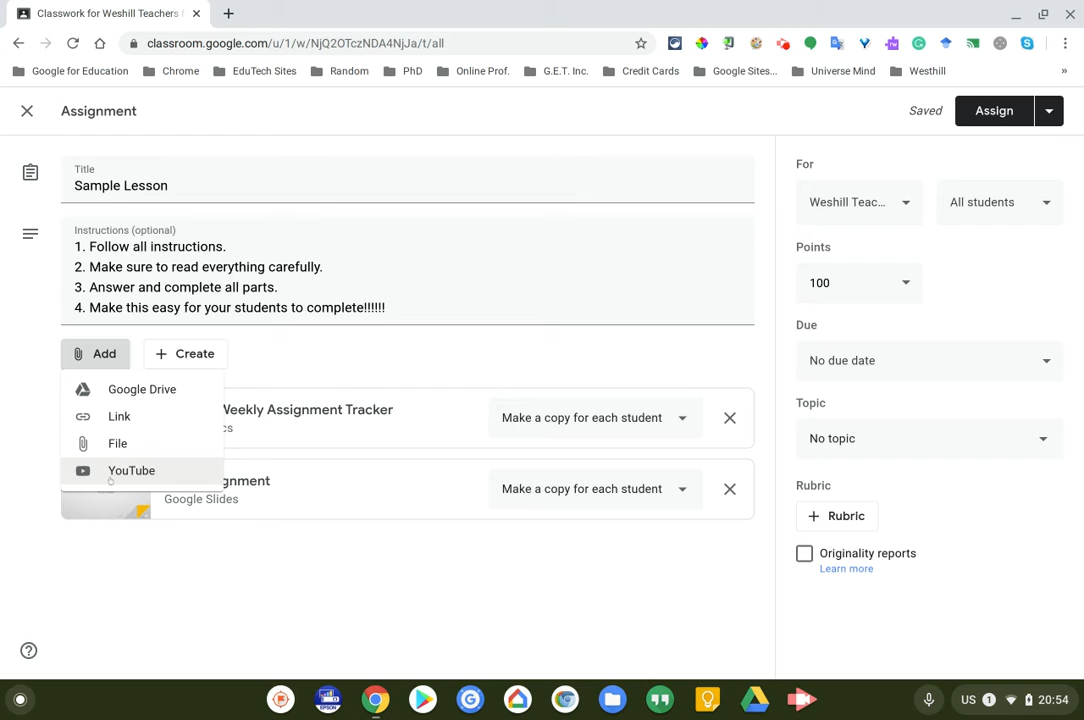 Classwork for Weshill Teachers f
classroom.google.com/u/1/w/NjQ2OTczNDA4NjJa/t/all
Google for Education Chrome EduTech Sites Random PhD Online Prof. G.E.T. Inc. Credit Cards Google Sites... Universe Mind Westhill »
Assignment
Saved
Assign
Title
Sample Lesson
Instructions (optional)
1. Follow all instructions.
2. Make sure to read everything carefully.
3. Answer and complete all parts.
4. Make this easy for your students to complete!!!!!!
Add
Create
Google Drive
Link
File
YouTube
Weekly Assignment Tracker
cs
Make a copy for each student
gnment
Google Slides
Make a copy for each student
For
Weshill Teac...
All students
Points
100
Due
No due date
Topic
No topic
Rubric
Rubric
Originality reports
Learn more
EPSON
US 1 20:54